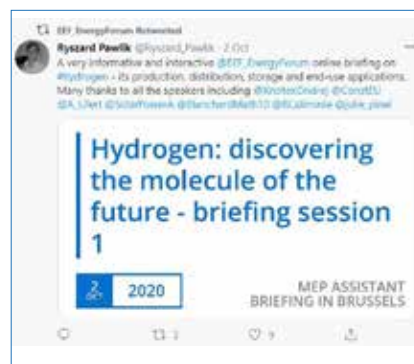 EEF_EnergyForum Retweeted
Ryszard Pawlik @Ryszard_Pawlik · 2 Oct
A very informative and interactive @EEF_EnergyForum online briefing on
#Hydrogen - its production, distribution, storage and end-use applications.
Many thanks to all the speakers including
Hydrogen: discovering
the molecule of the
future - briefing session
1
2 OCT 2020
MEP ASSISTANT
BRIEFING IN BRUSSELS